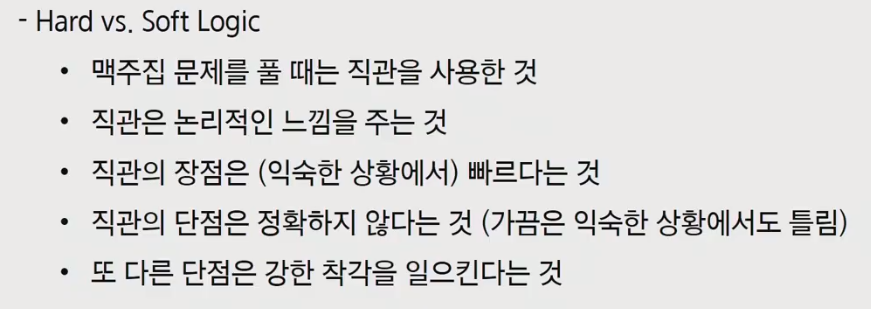 - Hard vs. Soft Logic
• 맥주집 문제를 풀 때는 직관을 사용한 것
• 직관은 논리적인 느낌을 주는 것
• 직관의 장점은 (익숙한 상황에서) 빠르다는 것
• 직관의 단점은 정확하지 않다는 것 (가끔은 익숙한 상황에서도 틀림)
• 또 다른 단점은 강한 착각을 일으킨다는 것